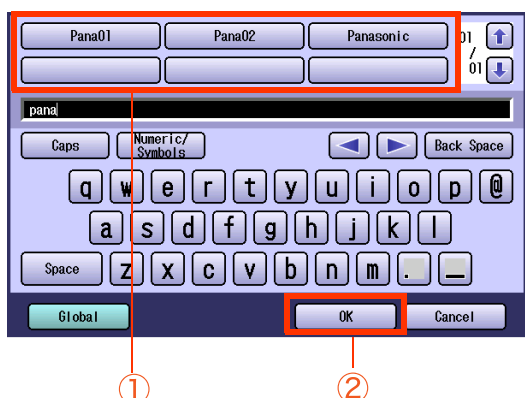 Pana01 Pana02 Panasonic 01
/
01
pana
Caps Numeric/ Back Space
Symbols
q w e r t y u i o p @
a s d f g h j k l
Space z x c v b n m . _
Global OK Cancel
① ②